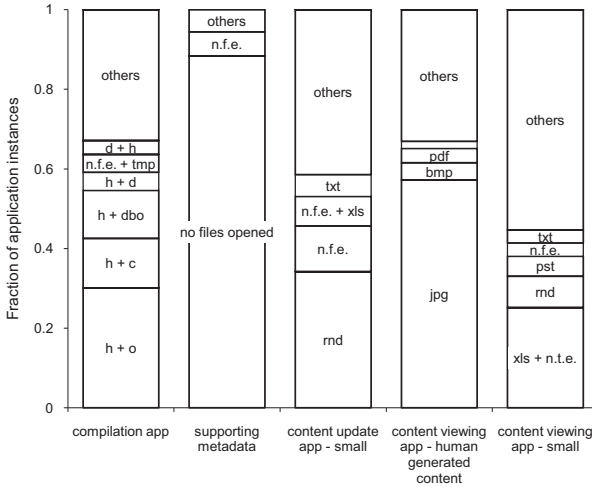 Fraction of application instances
1
0.8
0.6
0.4
0.2
0
others
d + h
n.f.e. + tmp
h + d
h + dbo
h + c
h + o
others
n.f.e.
no files opened
others
txt
n.f.e. + xls
n.f.e.
rnd
others
pdf
bmp
jpg
others
txt
n.f.e.
pst
rnd
xls + n.t.e.
compilation app
supporting
metadata
content update
app - small
content viewing
app - human
generated
content
content viewing
app - small